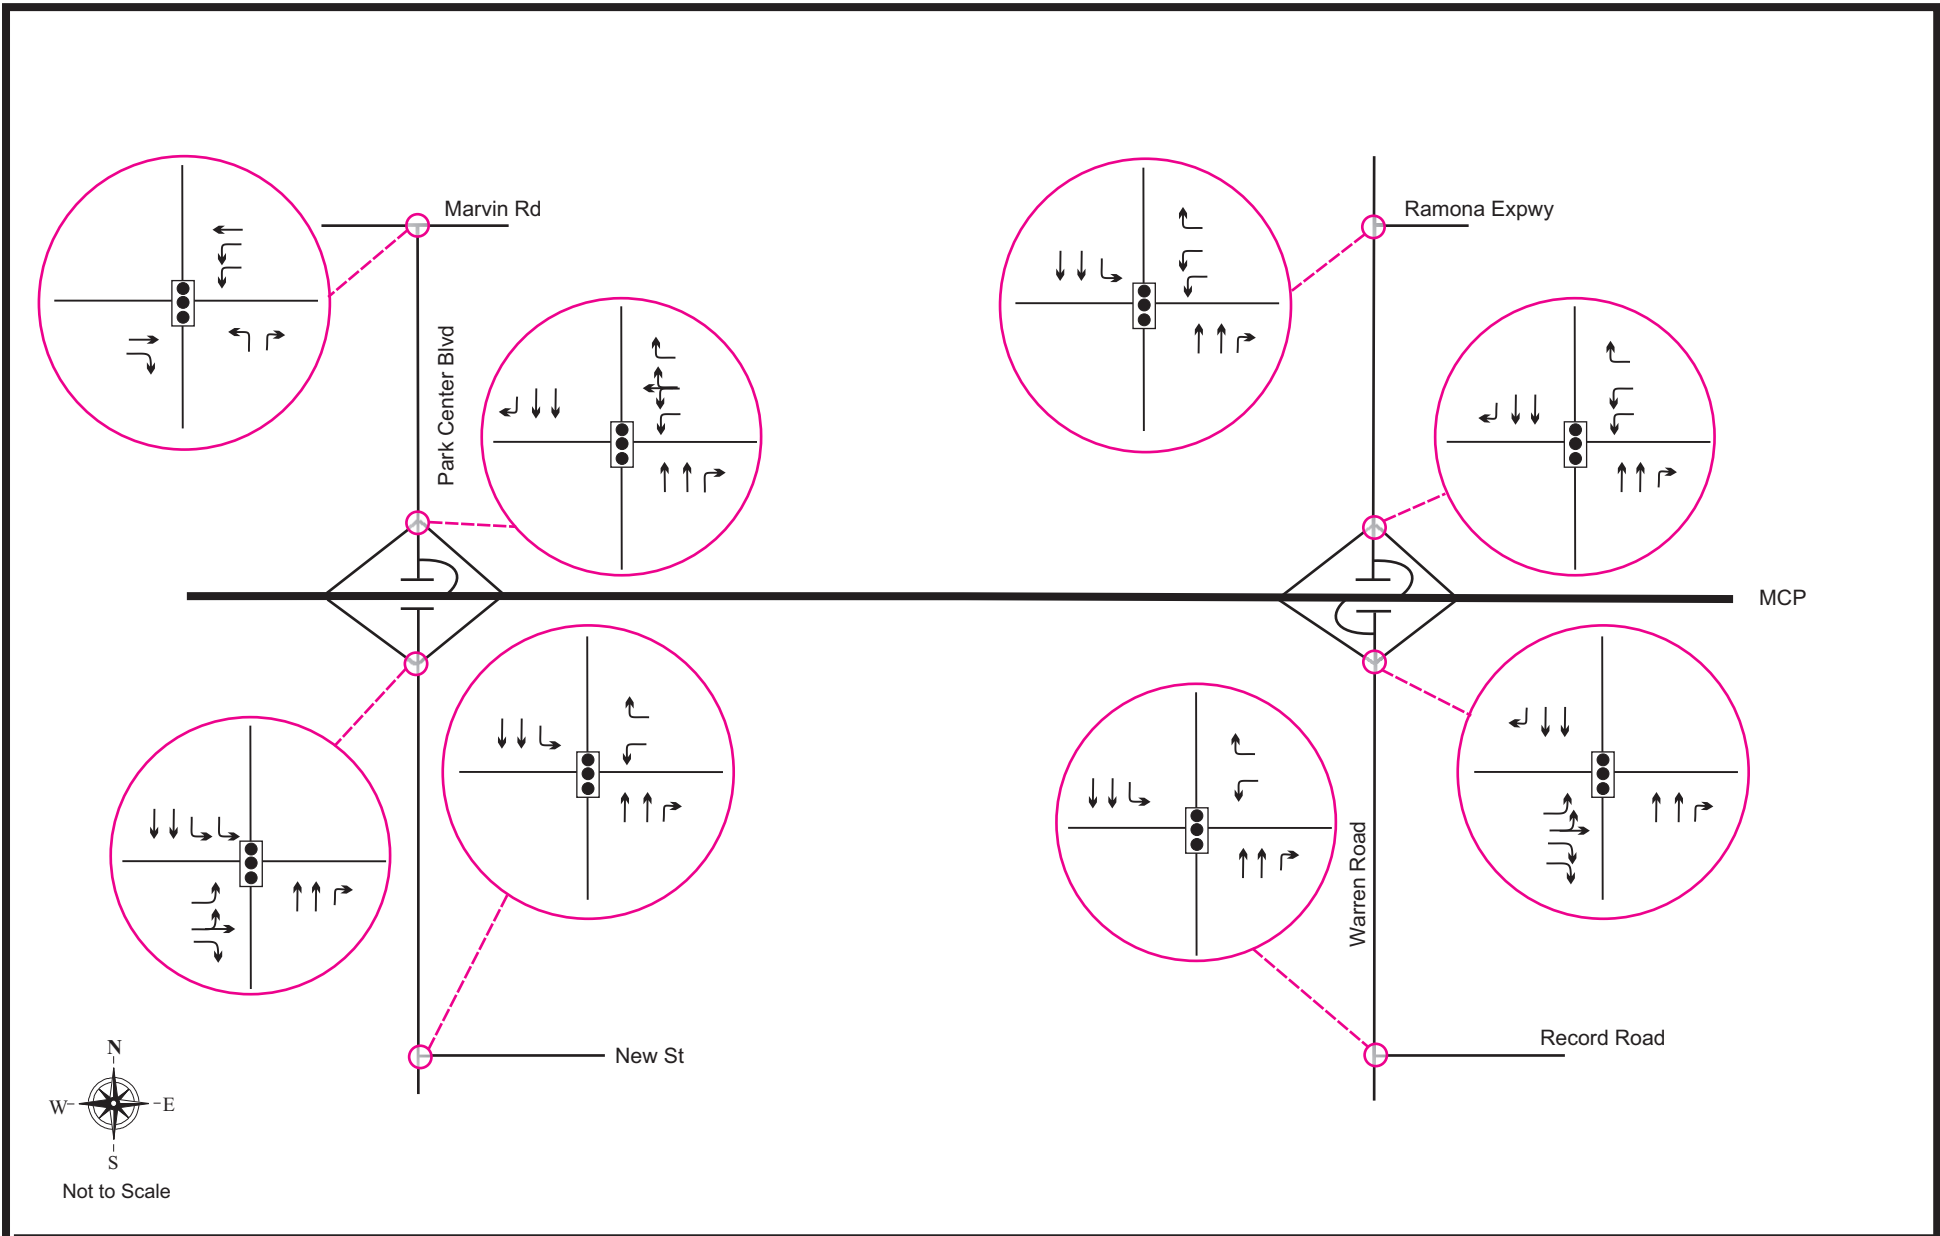 Marvin Rd
Ramona Expwy
Park Center Blvd
MCP
Warren Road
New St
Record Road
N
W
E
S
Not to Scale